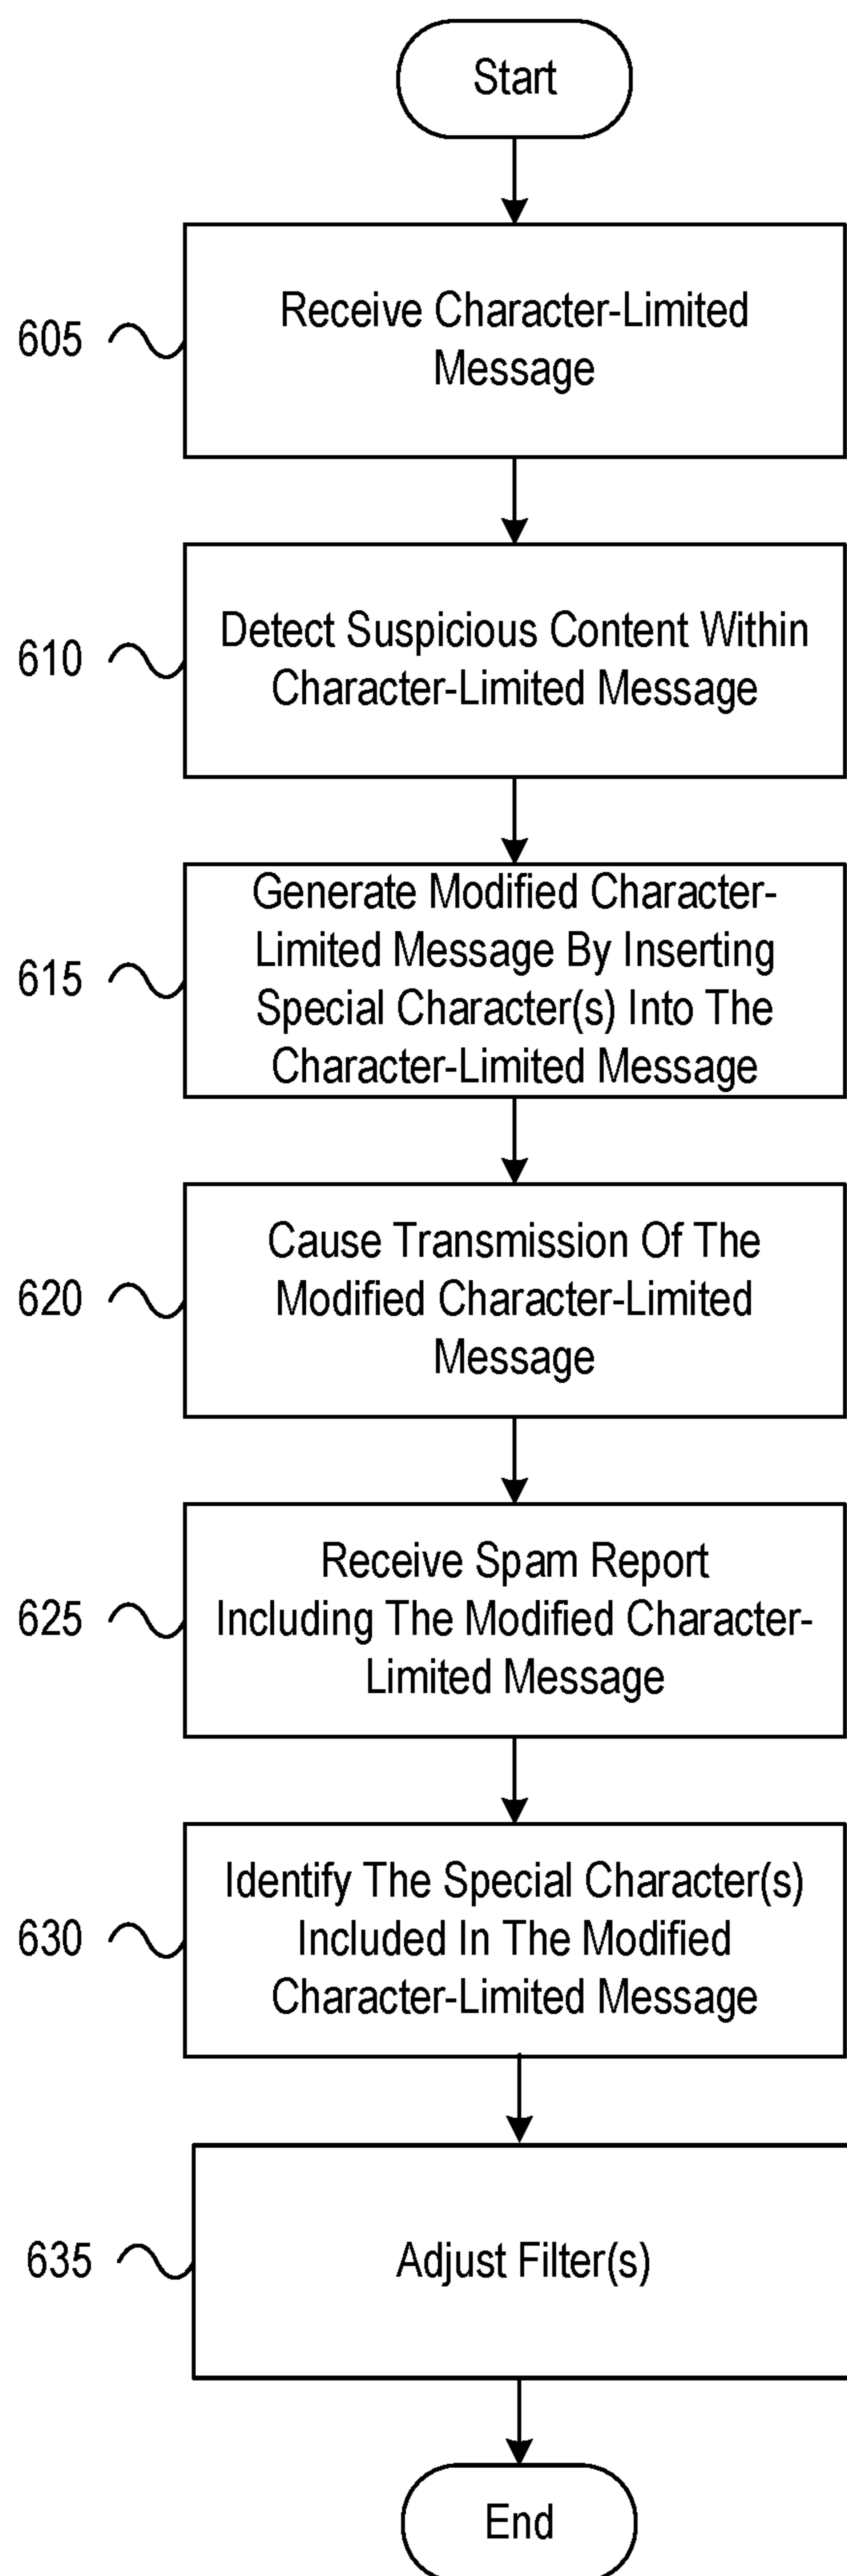 Start
605
Receive Character-Limited
Message
610
Detect Suspicious Content Within
Character-Limited Message
615
Generate Modified Character-
Limited Message By Inserting
Special Character(s) Into The
Character-Limited Message
620
Cause Transmission Of The
Modified Character-Limited
Message
625
Receive Spam Report
Including The Modified Character-
Limited Message
630
Identify The Special Character(s)
Included In The Modified
Character-Limited Message
635
Adjust Filter(s)
End